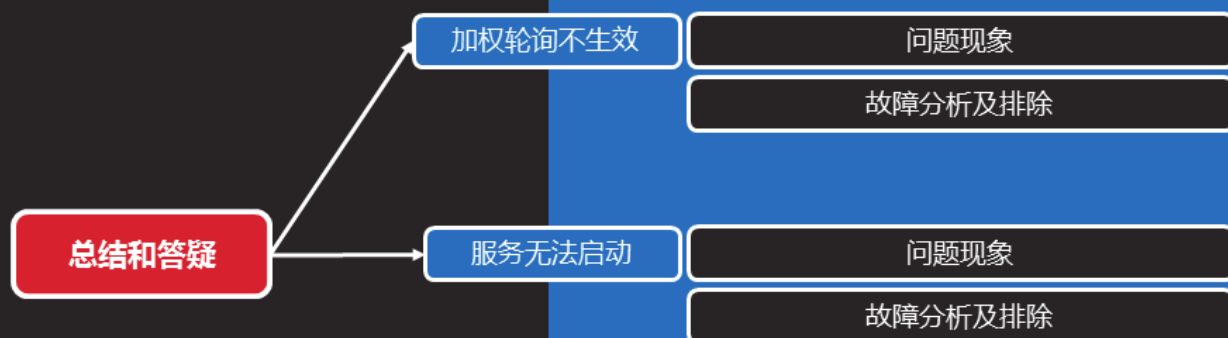 加权轮询不生效
问题现象
故障分析及排除
总结和答疑
服务无法启动
问题现象
故障分析及排除